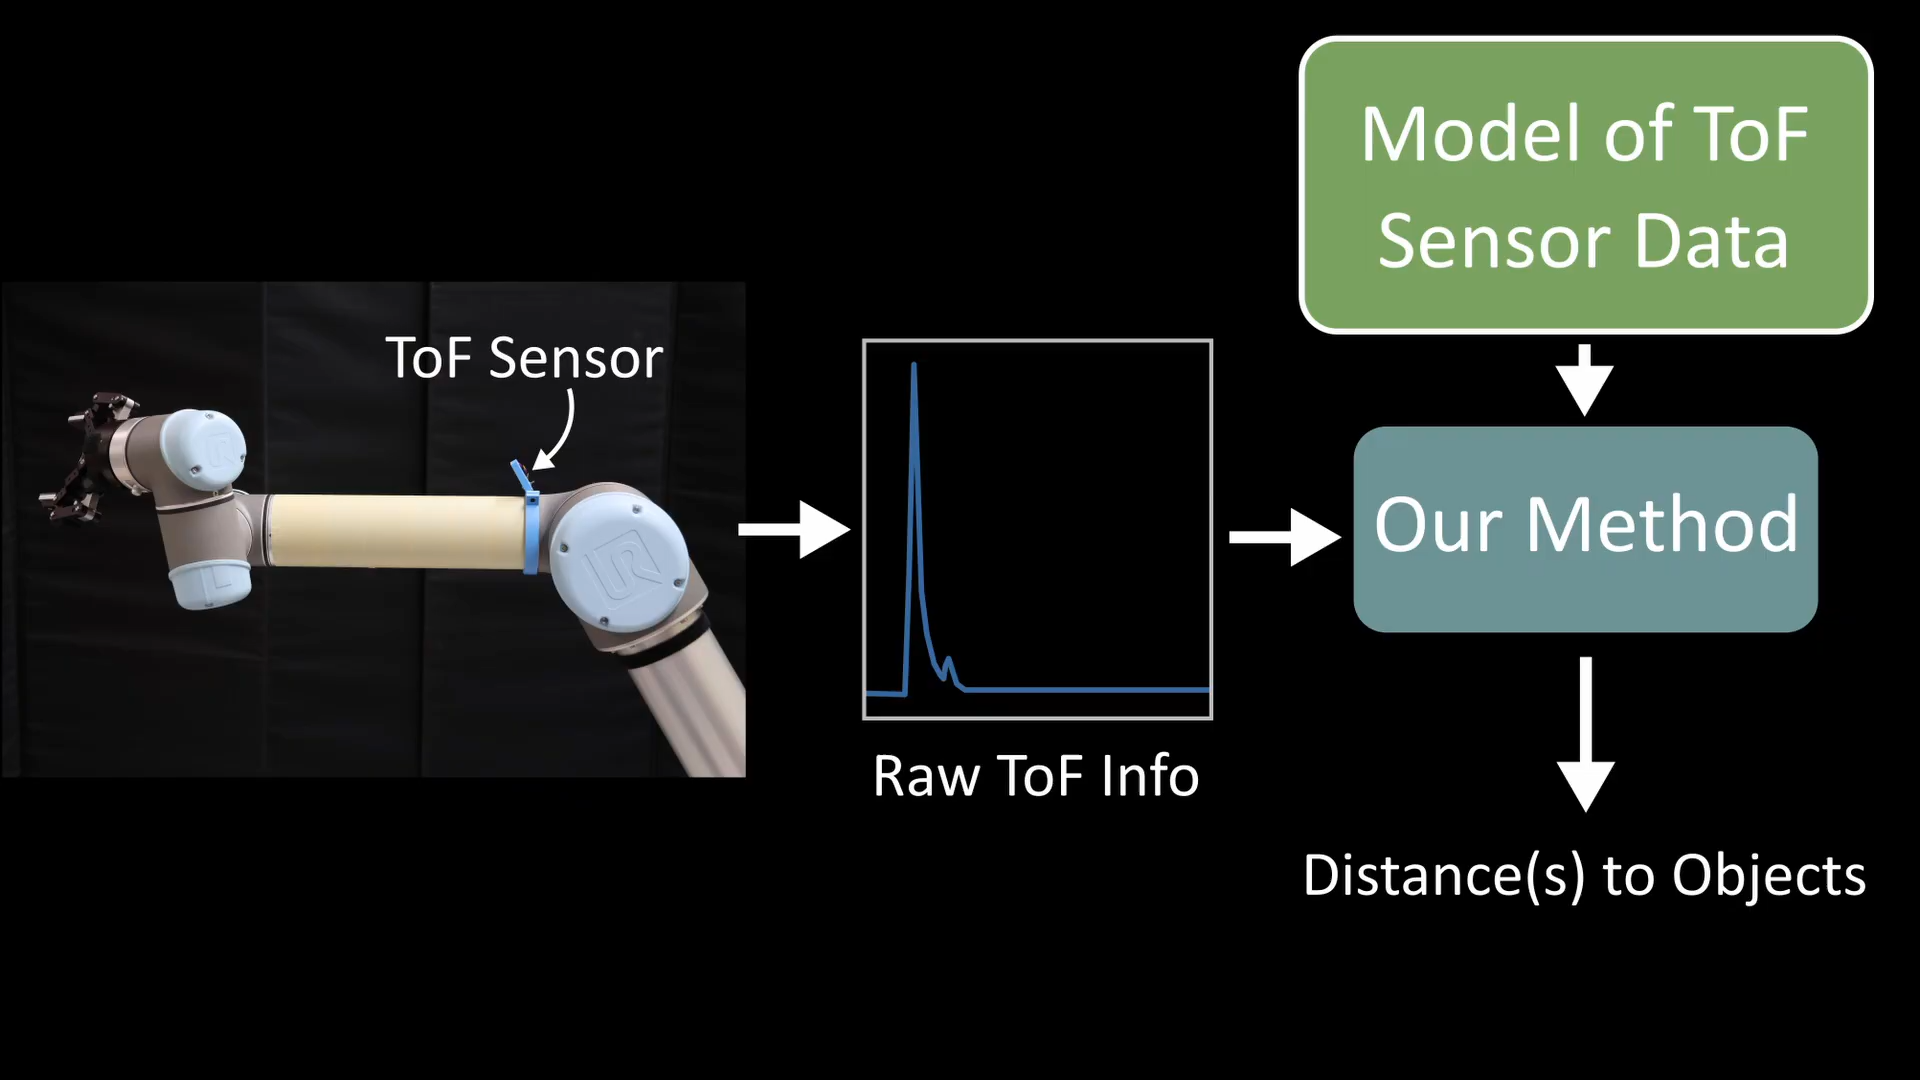 ToF Sensor
Raw ToF Info
Model of ToF
Sensor Data
Our Method
Distance(s) to Objects